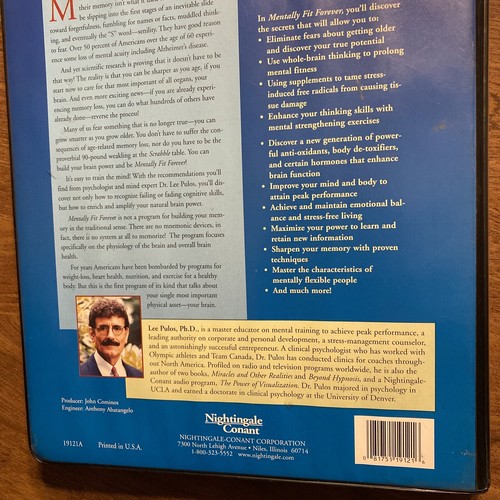 their memory isn't what it used
be slipping into the first stages of an inevitable slide
toward forgetfulness, fumbling for names or facts, muddled think-
ing, and eventually the "S" word—senility. They have good reason
to fear. Over 50 percent of Americans over the age of 60 experi-
ence some loss of mental acuity including Alzheimer's disease.
And yet scientific research is proving that it doesn't have to be
that way! The reality is that you can be sharper as you age, if you
start now to care for that most important of all organs, your
brain. And even more exciting news—if you are already experi-
encing memory loss, you can do what hundreds of others have
already done—reverse the process!
Many of us fear something that is no longer true—you can
grow smarter as you grow older. You don't have to suffer the con-
sequences of age-related memory loss, nor do you have to be the
proverbial 90-pound weakling at the Scrabble table. You can
build your brain power and be Mentally Fit Forever!
It's easy to train the mind! With the recommendations you'll
find from psychologist and mind expert Dr. Lee Pulos, you'll dis-
cover not only how to recognize failing or fading cognitive skills,
but how to enrich and amplify your natural brain power.
Mentally Fit Forever is not a program for building your mem-
ory in the traditional sense. There are no mnemonic devices, in
fact, there is no system at all to memorize! The program focuses
specifically on the physiology of the brain and overall brain
health.
For years Americans have been bombarded by programs for
weight-loss, heart health, nutrition, and exercise for a healthy
body. But this is the first program of its kind that talks about
your single most important
physical asset—your brain.
In Mentally Fit Forever, you'll discover
the secrets that will allow you to:
• Eliminate fears about getting older
and discover your true potential
• Use whole-brain thinking to prolong
mental fitness
• Using supplements to tame stress-
induced free radicals from causing tis-
sue damage
• Enhance your thinking skills with
mental strengthening exercises
• Discover a new generation of power-
ful anti-oxidants, body de-toxifiers,
and certain hormones that enhance
brain function
• Improve your mind and body to
attain peak performance
• Achieve and maintain emotional bal-
ance and stress-free living
• Maximize your power to learn and
retain new information
• Sharpen your memory with proven
techniques
• Master the characteristics of
mentally flexible people
• And much more!
Lee Pulos, Ph.D., is a master educator on mental training to achieve peak performance, a
leading authority on corporate and personal development, a stress-management counselor,
and an astonishingly successful entrepreneur. A clinical psychologist who has worked with
Olympic athletes and Team Canada, Dr. Pulos has conducted clinics for coaches through-
out North America. Profiled on radio and television programs worldwide, he is also the
author of two books, Miracles and Other Realities and Beyond Hypnosis, and a Nightingale-
Conant audio program, The Power of Visualization. Dr. Pulos majored in psychology in
UCLA and earned a doctorate in clinical psychology at the University of Denver.
Producer: John Cominos
Engineer: Anthony Abatangelo
19121A Printed in U.S.A.
Nightingale
Conant
NIGHTINGALE-CONANT CORPORATION
7300 North Lehigh Avenue • Niles, Illinois 60714
1-800-323-5552 www.nightingale.com
0 81751 19121 6